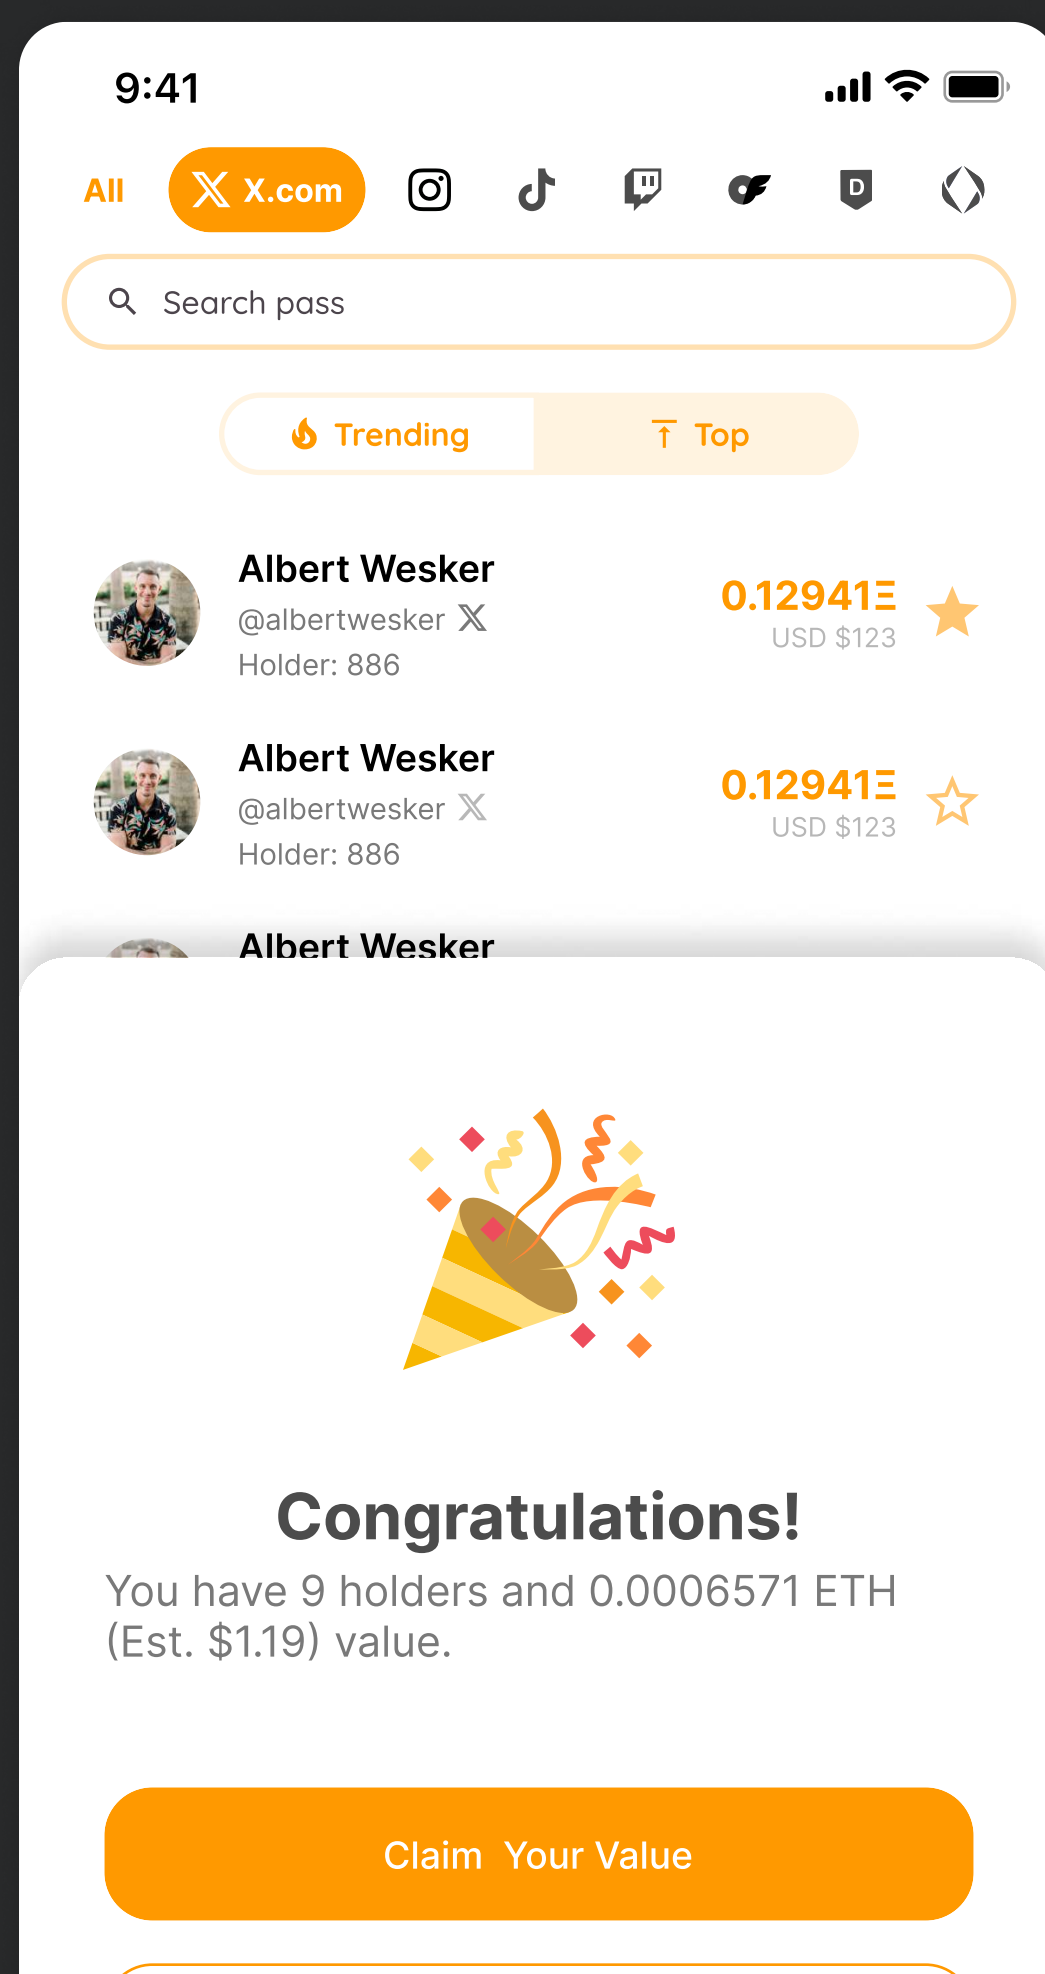 9:41
All X.com D
Search pass
Trending Top
Albert Wesker
@albertwesker
Holder: 886
0.12941Ξ
USD $123
Albert Wesker
@albertwesker
Holder: 886
0.12941Ξ
USD $123
Albert Wesker
Congratulations!
You have 9 holders and 0.0006571 ETH
(Est. $1.19) value.
Claim  Your Value